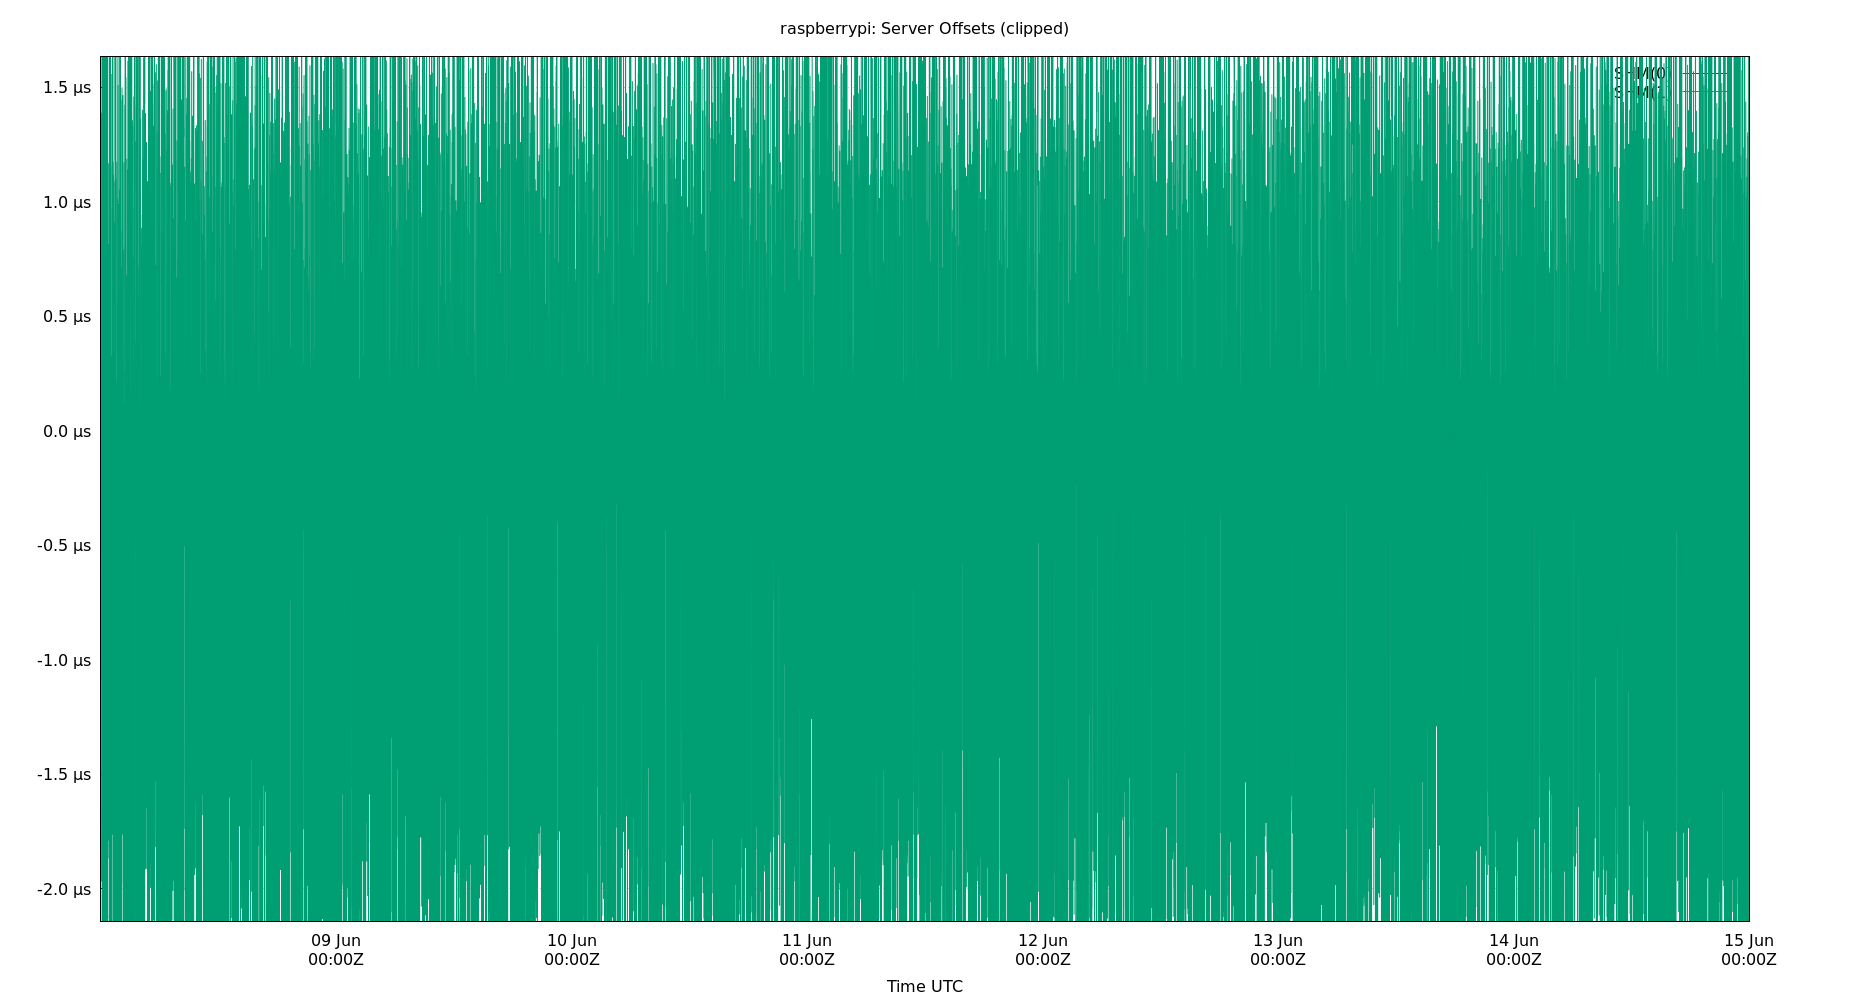 raspberrypi: Server Offsets (clipped)
1.5 µs
1.0 µs
0.5 µs
0.0 µs
-0.5 µs
-1.0 µs
-1.5 µs
-2.0 µs
09 Jun
00:00Z
10 Jun
00:00Z
11 Jun
00:00Z
12 Jun
00:00Z
13 Jun
00:00Z
14 Jun
00:00Z
15 Jun
00:00Z
Time UTC